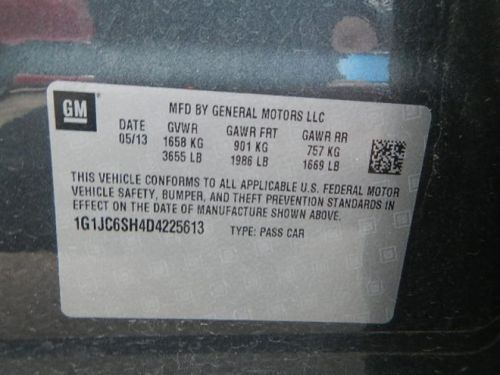 GM
MFD BY GENERAL MOTORS LLC
DATE GVWR GAWR FRT GAWR RR
05/13 1658 KG 901 KG 757 KG
3655 LB 1986 LB 1669 LB
THIS VEHICLE CONFORMS TO ALL APPLICABLE U.S. FEDERAL MOTOR
VEHICLE SAFETY, BUMPER, AND THEFT PREVENTION STANDARDS IN
EFFECT ON THE DATE OF MANUFACTURE SHOWN ABOVE.
1G1JC6SH4D4225613 TYPE: PASS CAR